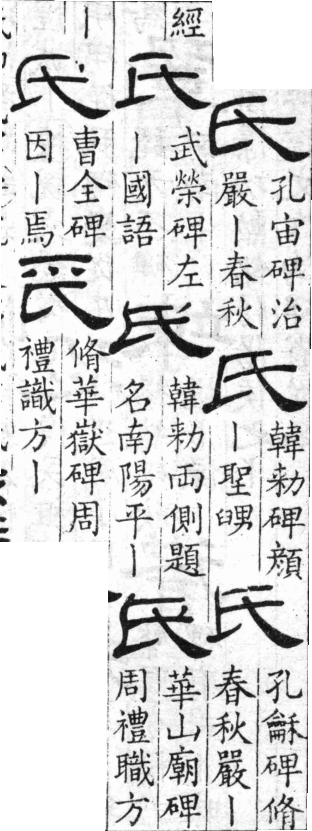 氏
孔宙碑治
嚴丨春秋
氏
韓勑碑顏
丨聖舅
氏
孔龢碑脩
春秋嚴丨
經
氏
武榮碑左
丨國語
氏
韓勑両側題
名南陽平丨
氏
華山廟碑
周禮職方
丨
氏
曹全碑
因丨焉
氏
脩華嶽碑周
禮識方丨